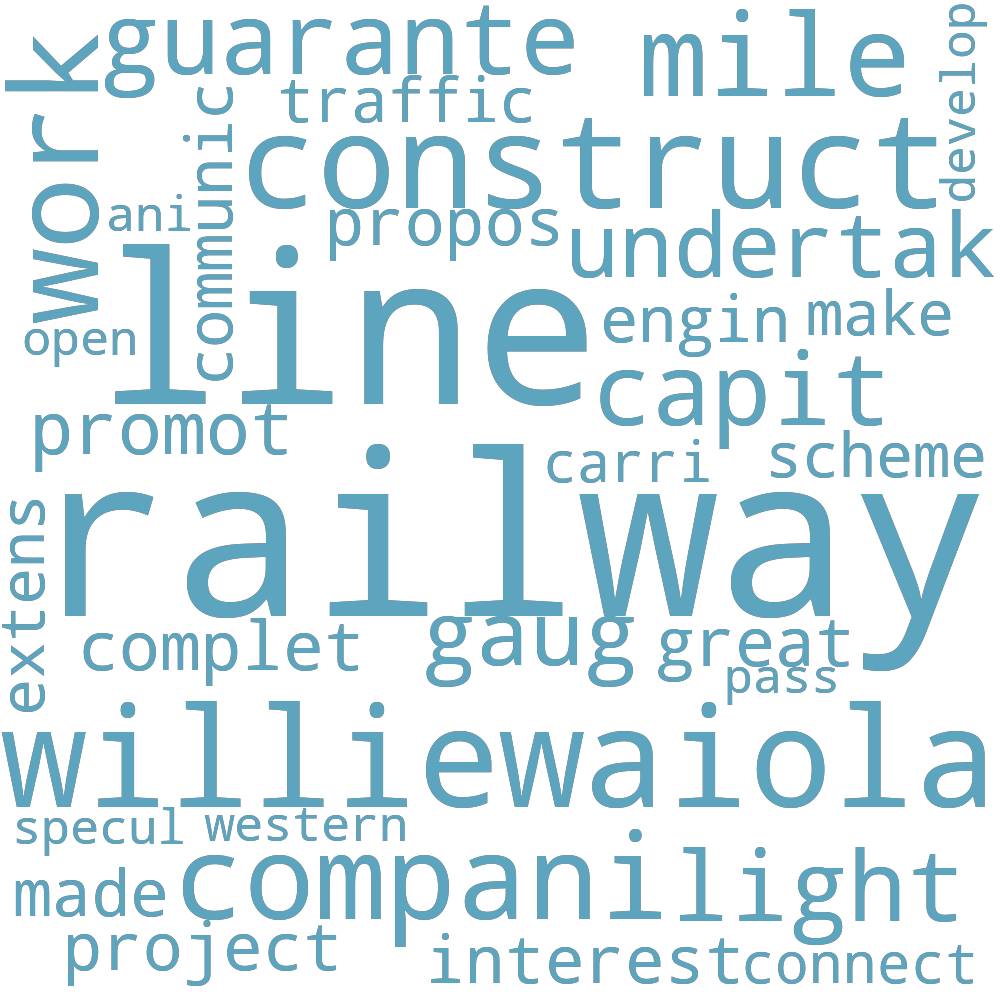 guarante
mile
develop
work
traffic
communic
construct
ani
propos
undertak
line
engin
make
open
capit
promot
carri
scheme
railway
extens
complet
gaug
great
pass
williewaiola
specul
western
compani
light
made
project
interest
connect